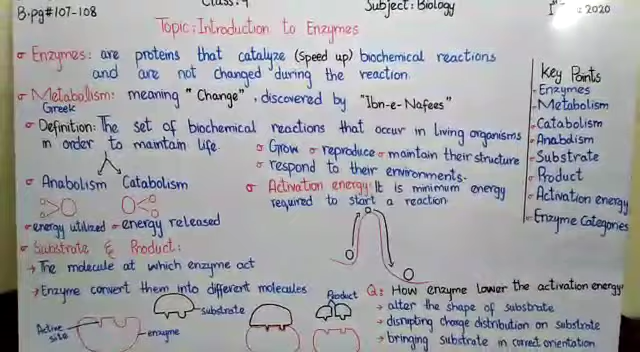 B.pg#107-108
Class: 9
Subject: Biology
2020
Topic: Introduction to Enzymes
Enzymes: are proteins that catalyze (speed up) biochemical reactions
and are not changed during the reaction.
Metabolism: meaning "Change", discovered by "Ibn-e-Nafees"
Greek
Definition: The set of biochemical reactions that occur in living organisms
in order to maintain life.
Grow reproduce maintain their structure
respond to their environments.
Anabolism Catabolism
energy utilized energy released
Activation energy: It is minimum energy
required to start a reaction
Substrate & Product:
→ The molecule at which enzyme act
→ Enzyme convert them into different molecules
Active site
enzyme
substrate
Product
Key Points
- Enzymes
- Metabolism
- Catabolism
- Anabolism
- Substrate
- Product
- Activation energy
- Enzyme Categories
Q: How enzyme lower the activation energy?
→ alter the shape of substrate
→ disrupting charge distribution on substrate
→ bringing substrate in correct orientation